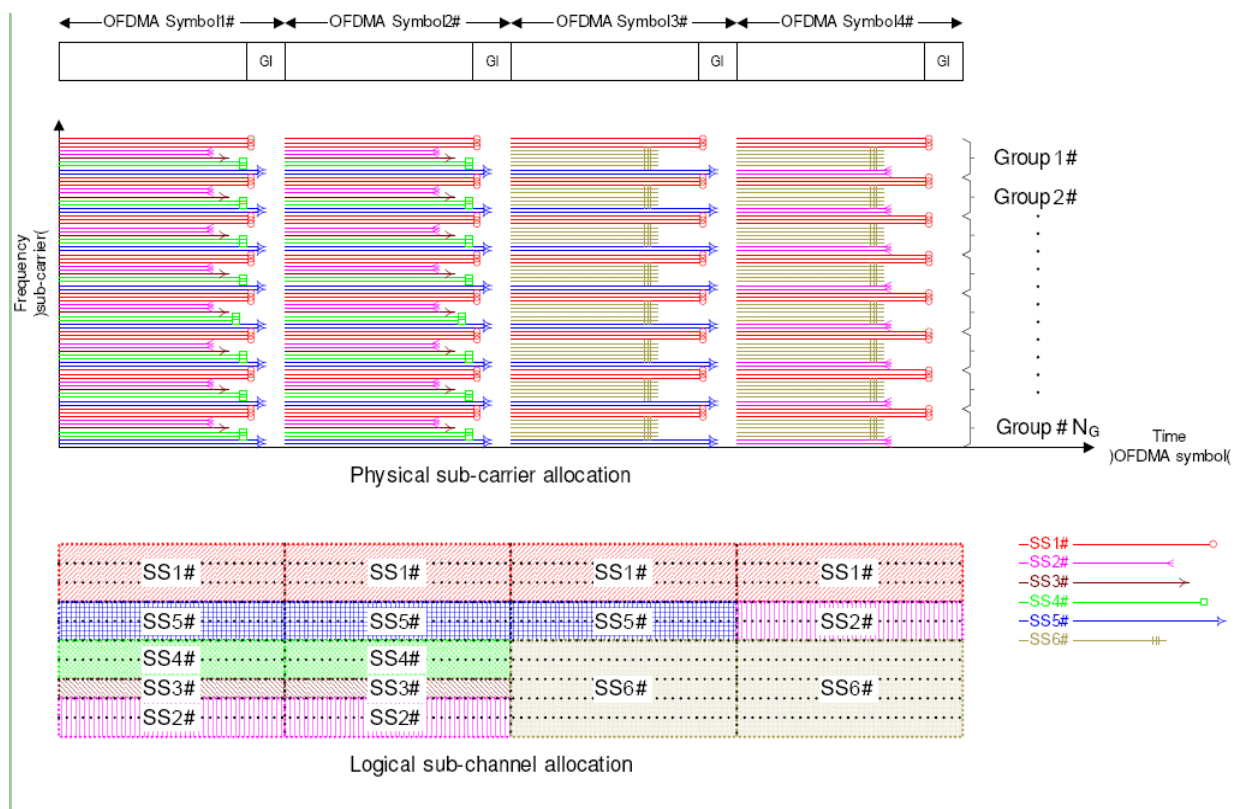 OFDMA Symbol1# OFDMA Symbol2# OFDMA Symbol3# OFDMA Symbol4#
GI GI GI GI
Group 1#
Group 2#
Group # NG
Frequency
)sub-carrier(
Time
)OFDMA symbol(
Physical sub-carrier allocation
SS1# SS1# SS1# SS1#
SS5# SS5# SS5# SS2#
SS4# SS4#
SS3# SS3# SS6# SS6#
SS2# SS2#
Logical sub-channel allocation
SS1#
SS2#
SS3#
SS4#
SS5#
SS6#